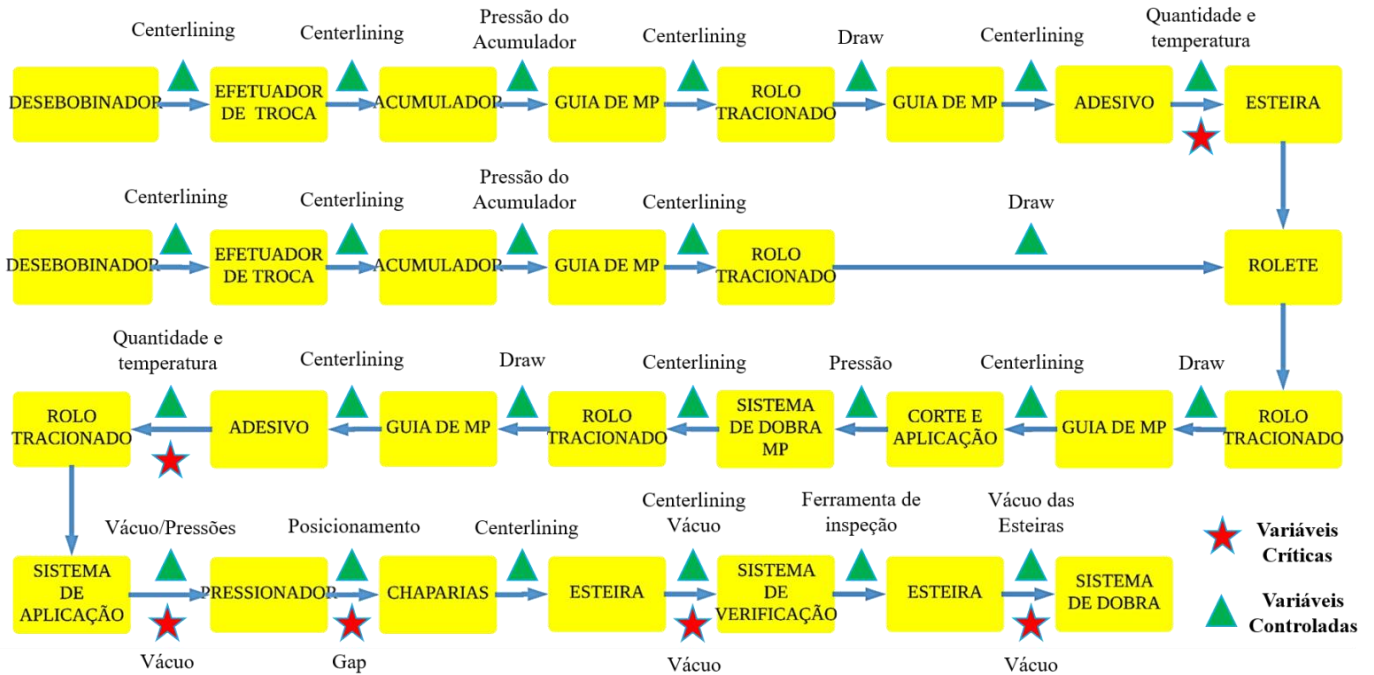 Centerlining
Centerlining
Pressão do
Acumulador
Centerlining
Draw
Centerlining
Quantidade e
temperatura
DESEBOBINADOR
EFETUADOR
DE TROCA
ACUMULADOR
GUIA DE MP
ROLO
TRACIONADO
GUIA DE MP
ADESIVO
ESTEIRA
Centerlining
Centerlining
Pressão do
Acumulador
Centerlining
Draw
DESEBOBINADOR
EFETUADOR
DE TROCA
ACUMULADOR
GUIA DE MP
ROLO
TRACIONADO
ROLETE
Quantidade e
temperatura
Centerlining
Draw
Centerlining
Pressão
Centerlining
Draw
ROLO
TRACIONADO
ADESIVO
GUIA DE MP
ROLO
TRACIONADO
SISTEMA
DE DOBRA
MP
CORTE E
APLICAÇÃO
GUIA DE MP
ROLO
TRACIONADO
Vácuo/Pressões
Posicionamento
Centerlining
Centerlining
Vácuo
Ferramenta de
inspeção
Vácuo das
Esteiras
SISTEMA
DE
APLICAÇÃO
PRESSIONADOR
CHAPARIAS
ESTEIRA
SISTEMA
DE
VERIFICAÇÃO
ESTEIRA
SISTEMA
DE DOBRA
Vácuo
Gap
Vácuo
Vácuo
Variáveis
Críticas
Variáveis
Controladas